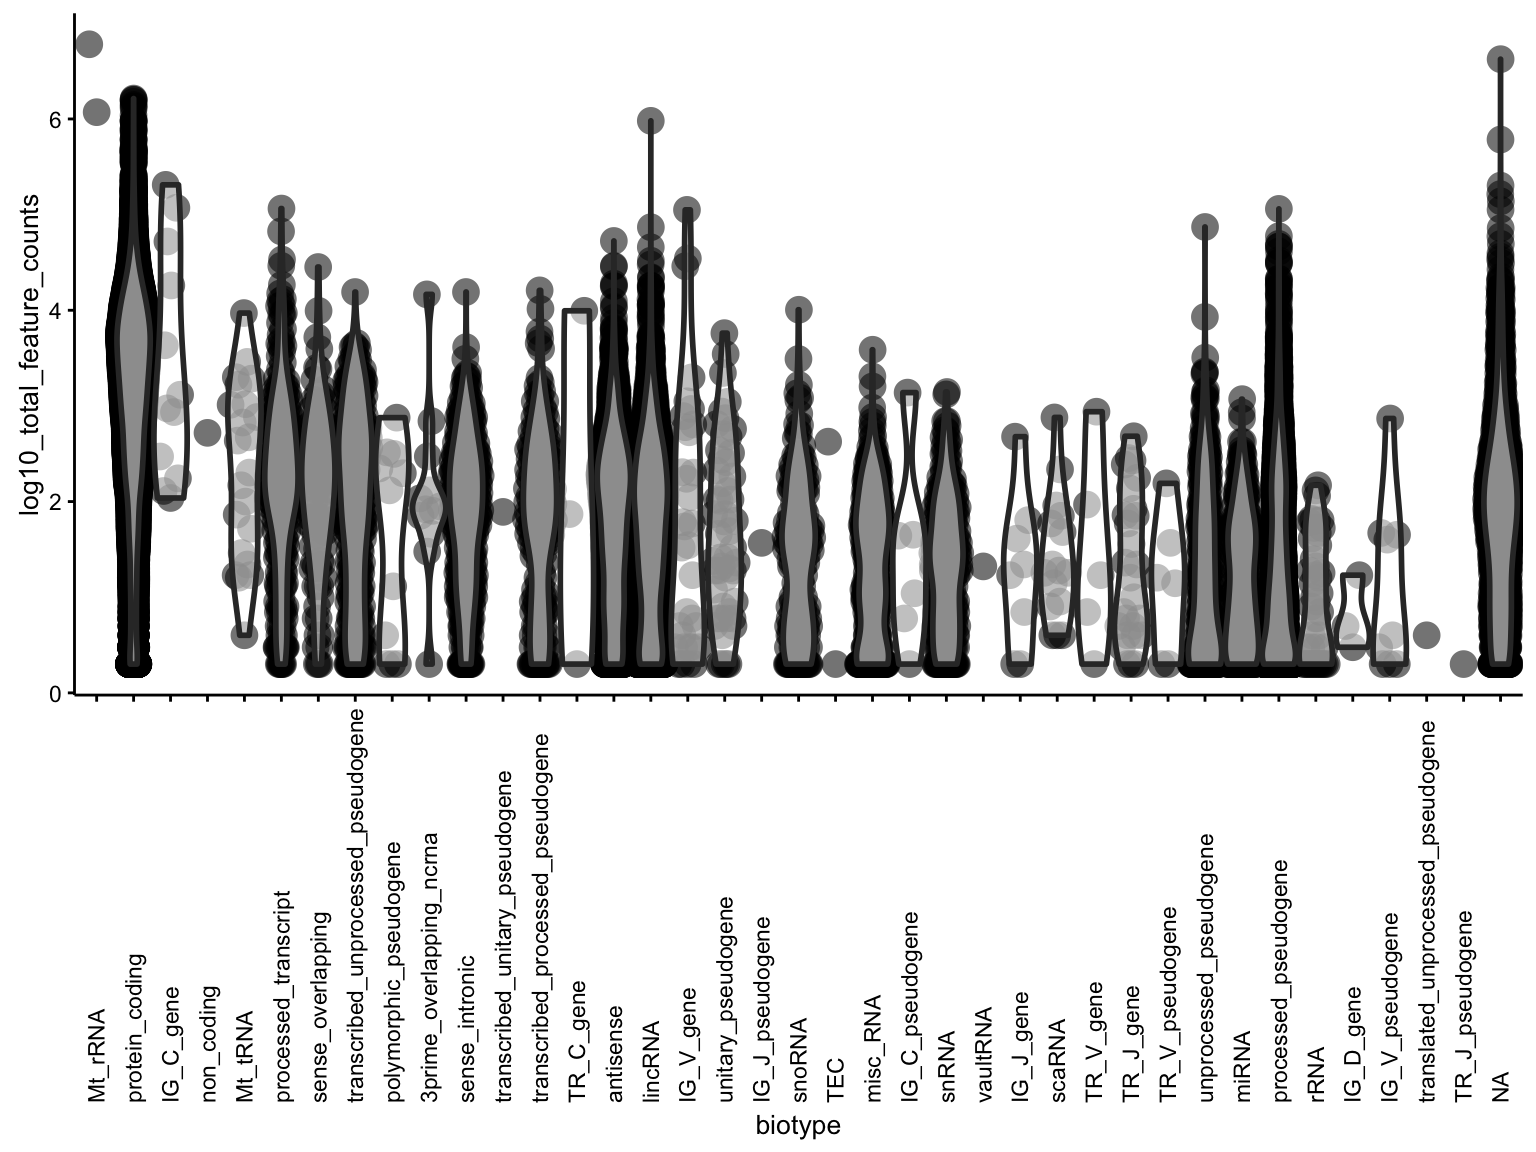 log10_total_feature_counts
6
4
2
0
Mt_rRNA
protein_coding
IG_C_gene
non_coding
Mt_tRNA
processed_transcript
sense_overlapping
transcribed_unprocessed_pseudogene
polymorphic_pseudogene
3prime_overlapping_ncrna
sense_intronic
transcribed_unitary_pseudogene
transcribed_processed_pseudogene
TR_C_gene
antisense
lincRNA
IG_V_gene
unitary_pseudogene
IG_J_pseudogene
snoRNA
TEC
misc_RNA
IG_C_pseudogene
snRNA
vaultRNA
IG_J_gene
scaRNA
TR_V_gene
TR_J_gene
TR_V_pseudogene
unprocessed_pseudogene
miRNA
processed_pseudogene
rRNA
IG_D_gene
IG_V_pseudogene
translated_unprocessed_pseudogene
TR_J_pseudogene
NA
biotype